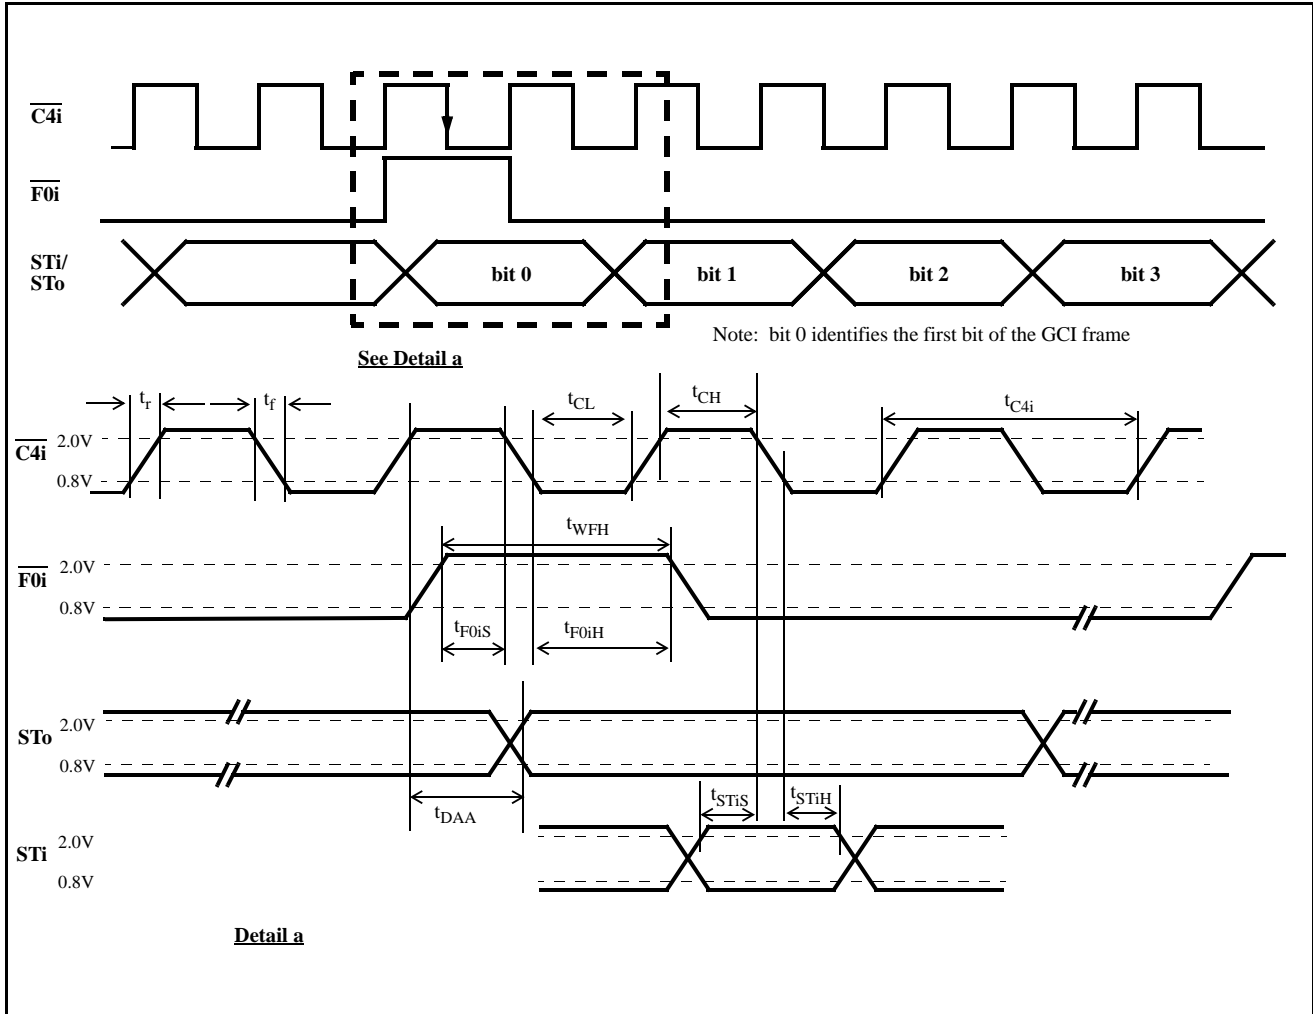 C4i
F0i
STi/
STo
bit 0 bit 1 bit 2 bit 3
Note: bit 0 identifies the first bit of the GCI frame
See Detail a
tr tf tCL tCH tC4i
C4i 2.0V
0.8V
tWFH
F0i 2.0V
0.8V
tF0iS tF0iH
STo 2.0V
0.8V
tDAA tSTiS tSTiH
STi 2.0V
0.8V
Detail a